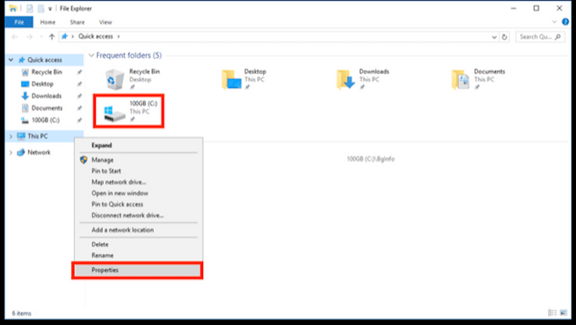 File Explorer
File Home Share View
Quick access
Search Qu...
Quick access
Recycle Bin
Desktop
Downloads
Documents
100GB (C:)
This PC
Network
Frequent folders (5)
Recycle Bin
Desktop
Desktop
This PC
Downloads
This PC
Documents
This PC
100GB (C:)
This PC
100GB (C:)\BgInfo
Expand
Manage
Pin to Start
Map network drive...
Open in new window
Pin to Quick access
Disconnect network drive...
Add a network location
Delete
Rename
Properties
6 items